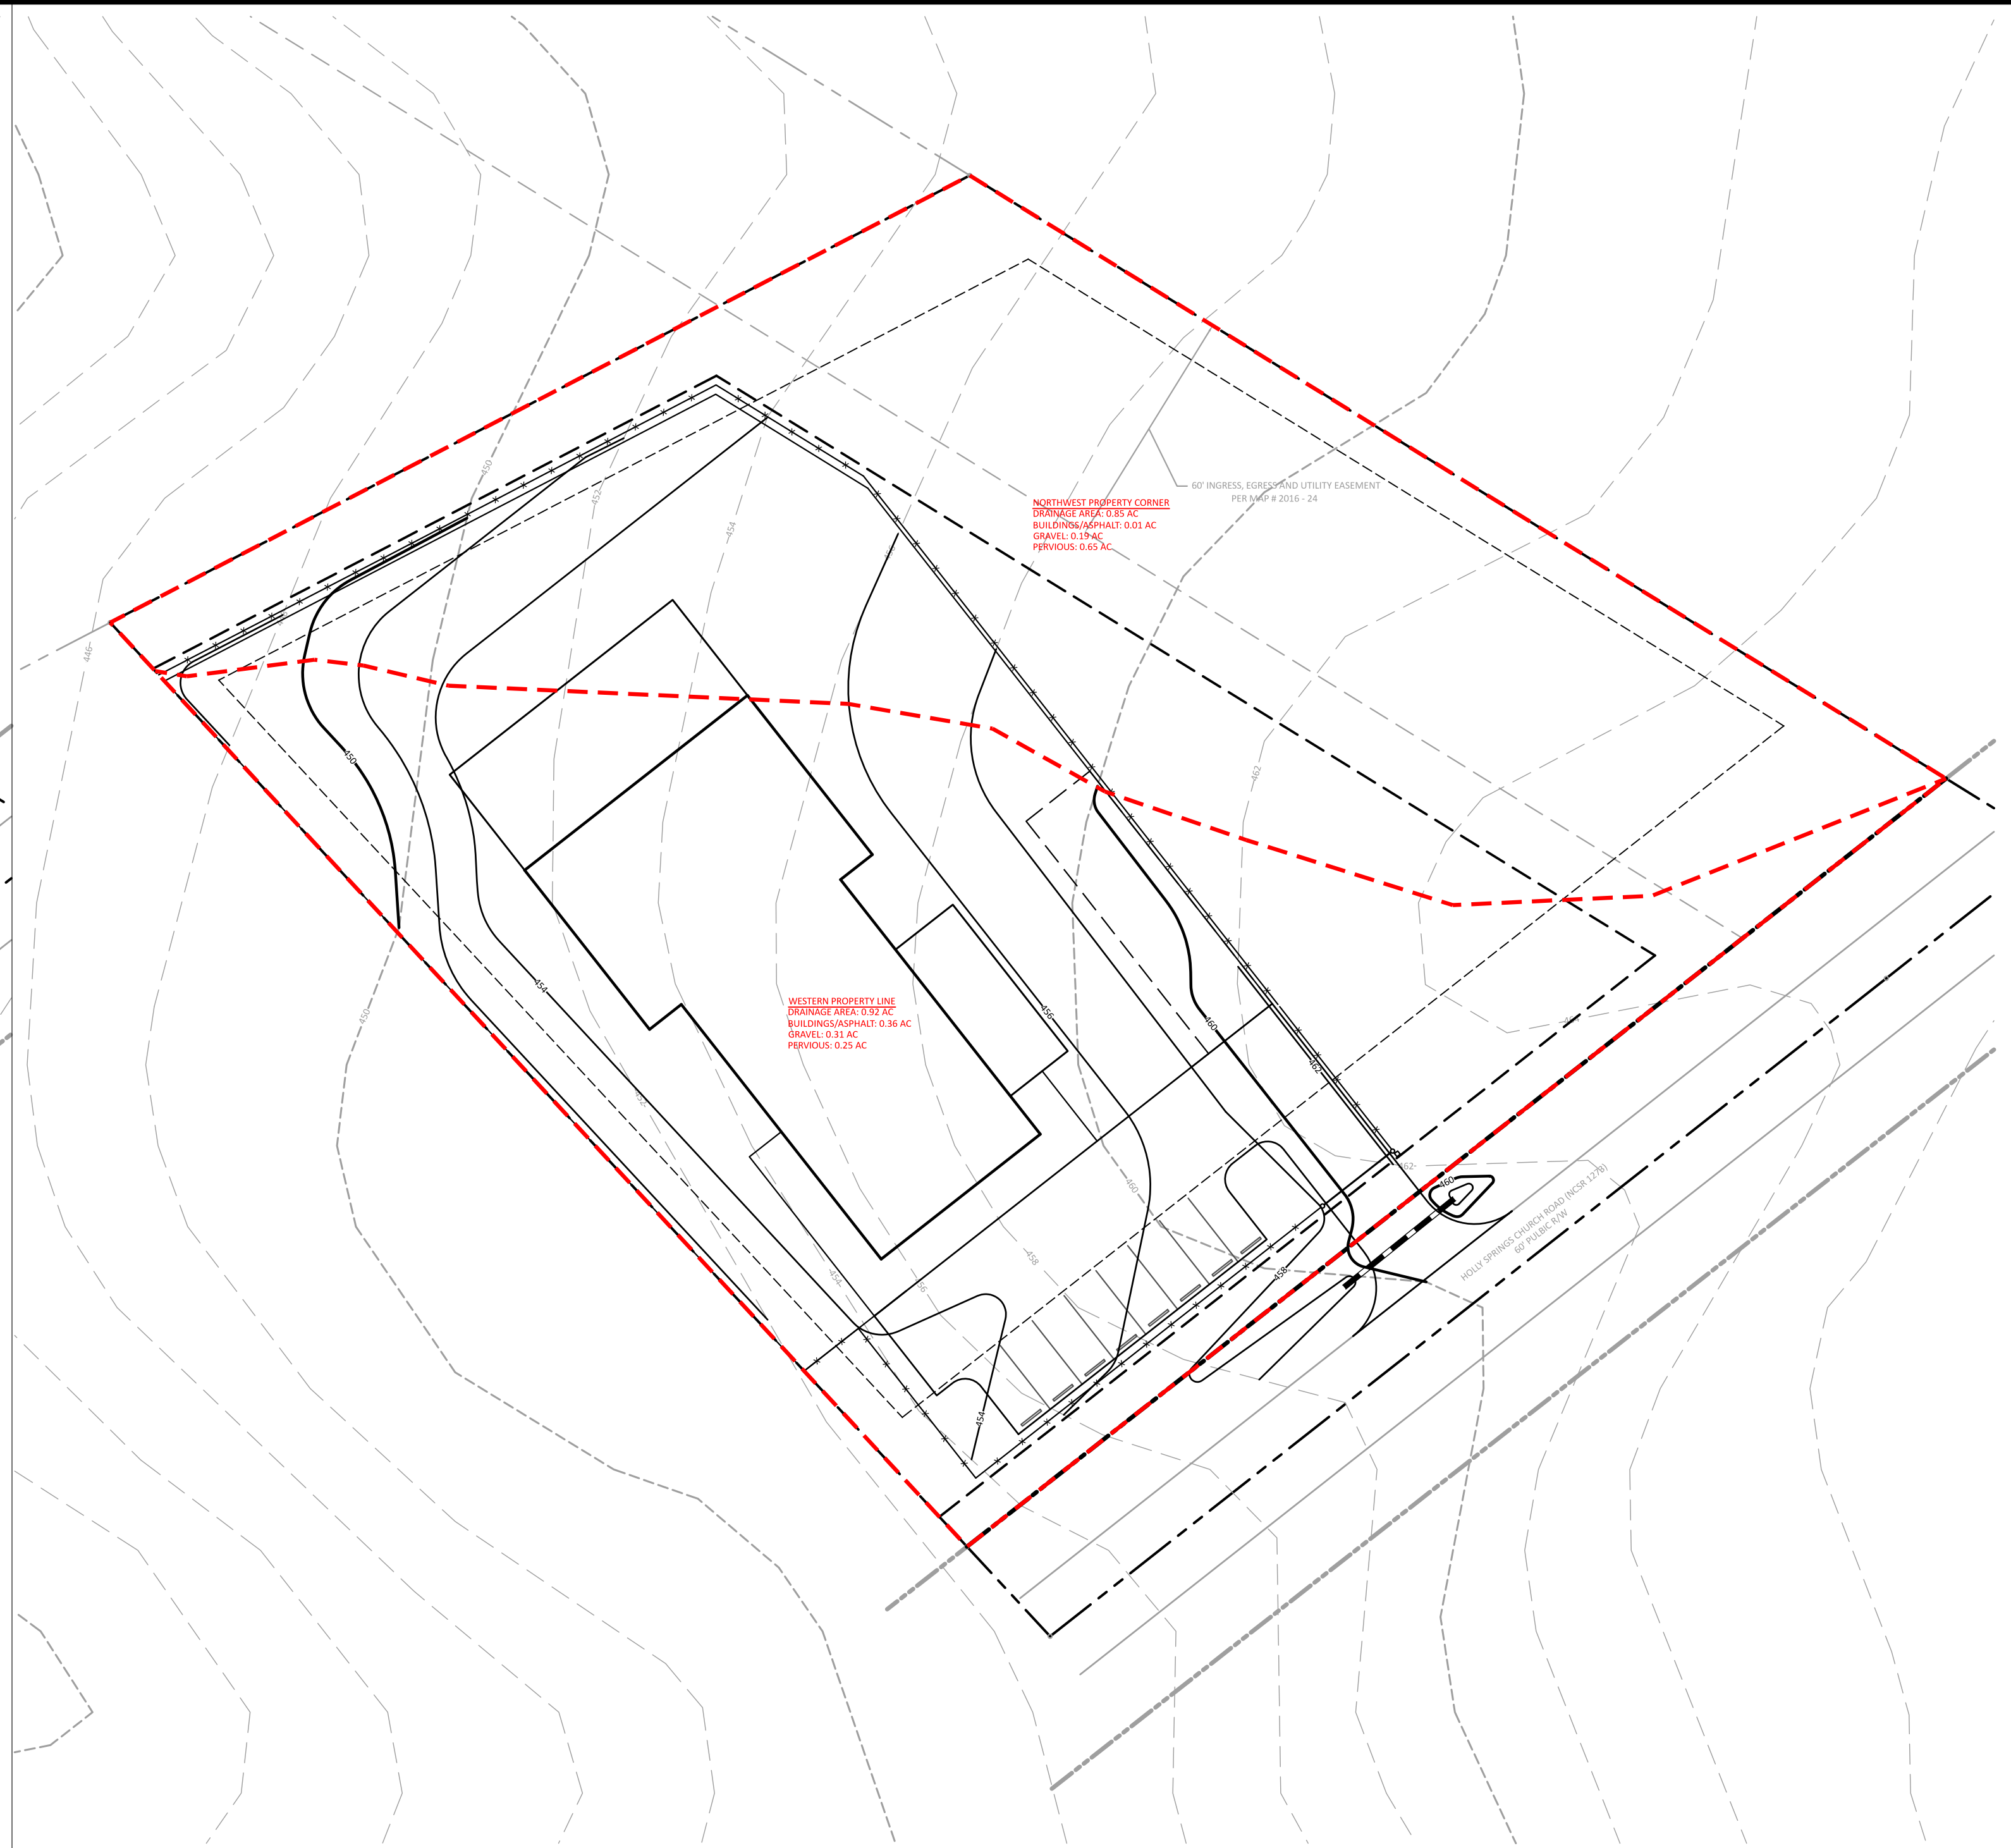 450
452
454
60' INGRESS, EGRESS AND UTILITY EASEMENT
PER MAP # 2016 - 24
NORTHWEST PROPERTY CORNER
DRAINAGE AREA: 0.85 AC
BUILDINGS/ASPHALT: 0.01 AC
GRAVEL: 0.19 AC
PERVIOUS: 0.65 AC
446
450
462
454
WESTERN PROPERTY LINE
DRAINAGE AREA: 0.92 AC
BUILDINGS/ASPHALT: 0.36 AC
GRAVEL: 0.31 AC
PERVIOUS: 0.25 AC
456
460
450
464
462
452
462
460
460
HOLLY SPRINGS CHURCH ROAD (NCSR 1278)
60' PULBIC R/W
458
458
454
454